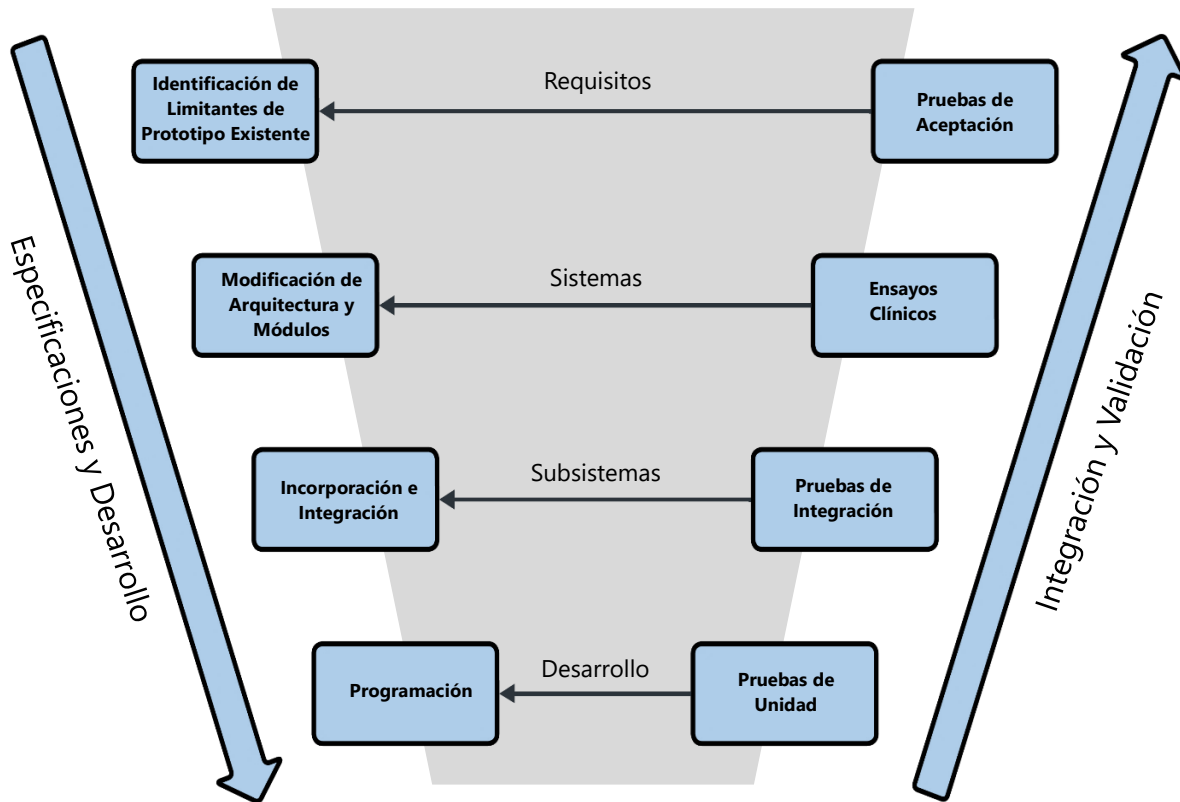 Identificación de
Limitantes de
Prototipo Existente
Requisitos
Pruebas de
Aceptación
Modificación de
Arquitectura y
Módulos
Sistemas
Ensayos
Clínicos
Incorporación e
Integración
Subsistemas
Pruebas de
Integración
Programación
Desarrollo
Pruebas de
Unidad
Especificaciones y Desarrollo
Integración y Validación